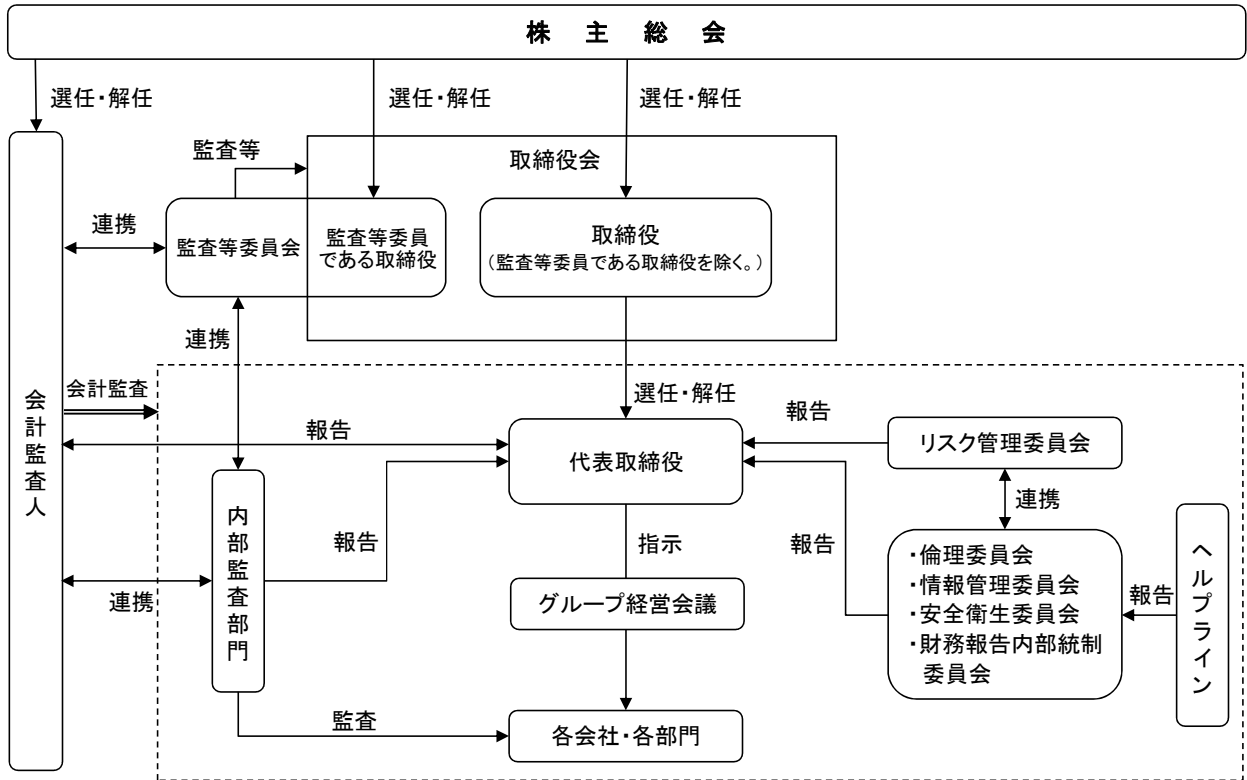 株主総会
選任・解任
選任・解任
選任・解任
監査等
取締役会
連携
監査等委員会
監査等委員
である取締役
取締役
（監査等委員である取締役を除く。）
連携
会計監査
選任・解任
会計監査人
報告
代表取締役
報告
リスク管理委員会
連携
内部監査部門
報告
指示
報告
・倫理委員会
・情報管理委員会
・安全衛生委員会
・財務報告内部統制
委員会
報告
ヘルプライン
連携
グループ経営会議
監査
各会社・各部門